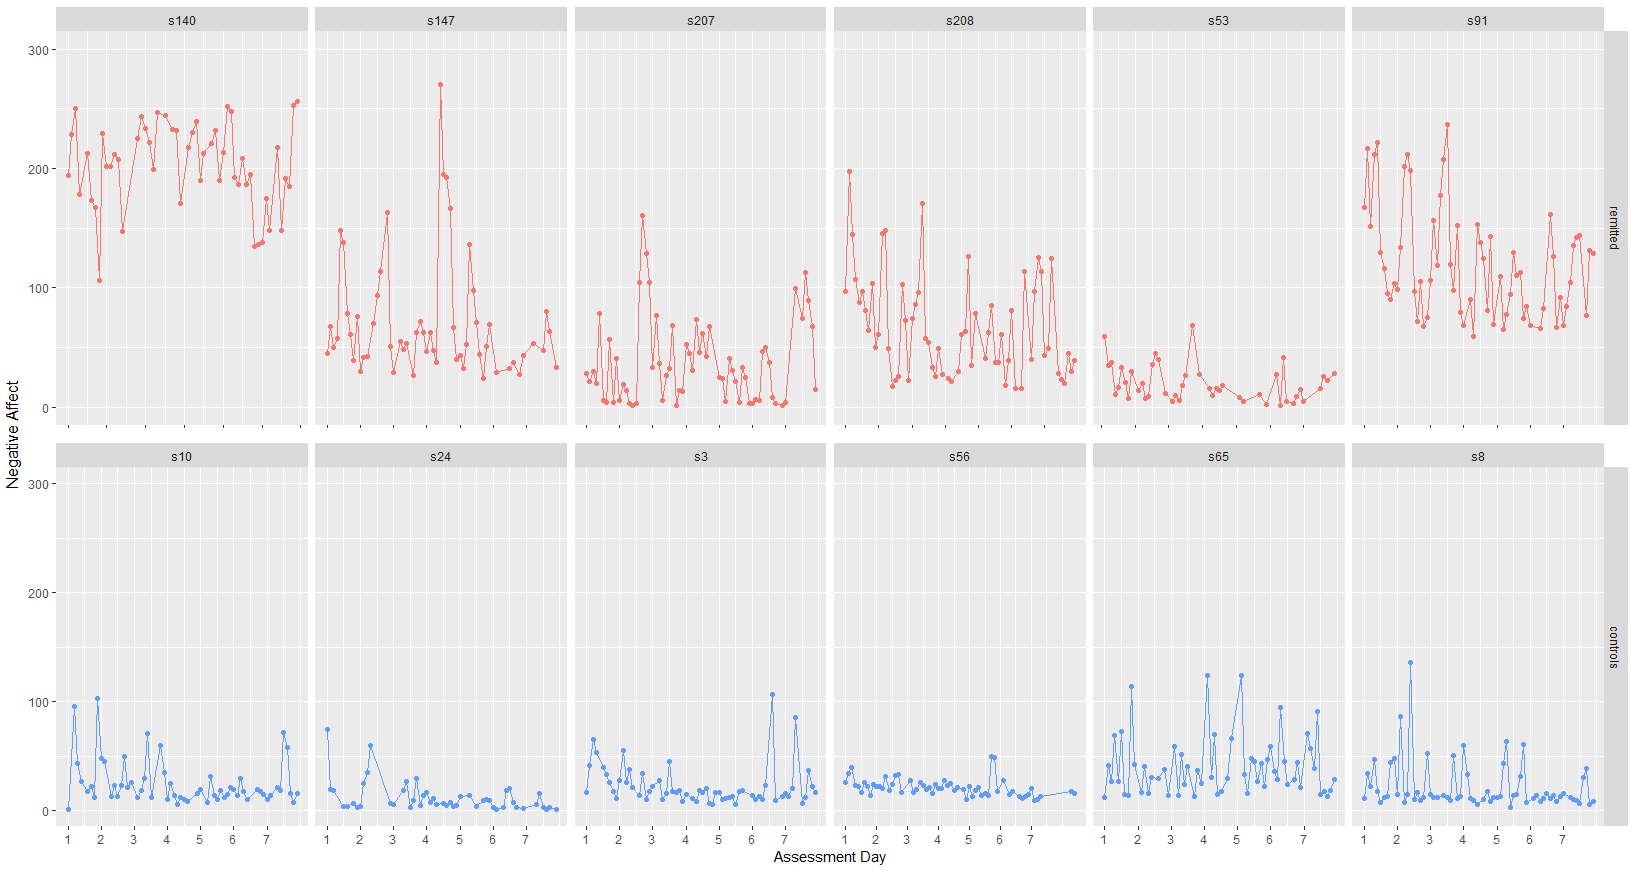 s140 s147 s207 s208 s53 s91
300
200
100
0
remitted
Negative Affect
s10 s24 s3 s56 s65 s8
300
200
100
0
controls
1 2 3 4 5 6 7 1 2 3 4 5 6 7 1 2 3 4 5 6 7 1 2 3 4 5 6 7 1 2 3 4 5 6 7 1 2 3 4 5 6 7
Assessment Day